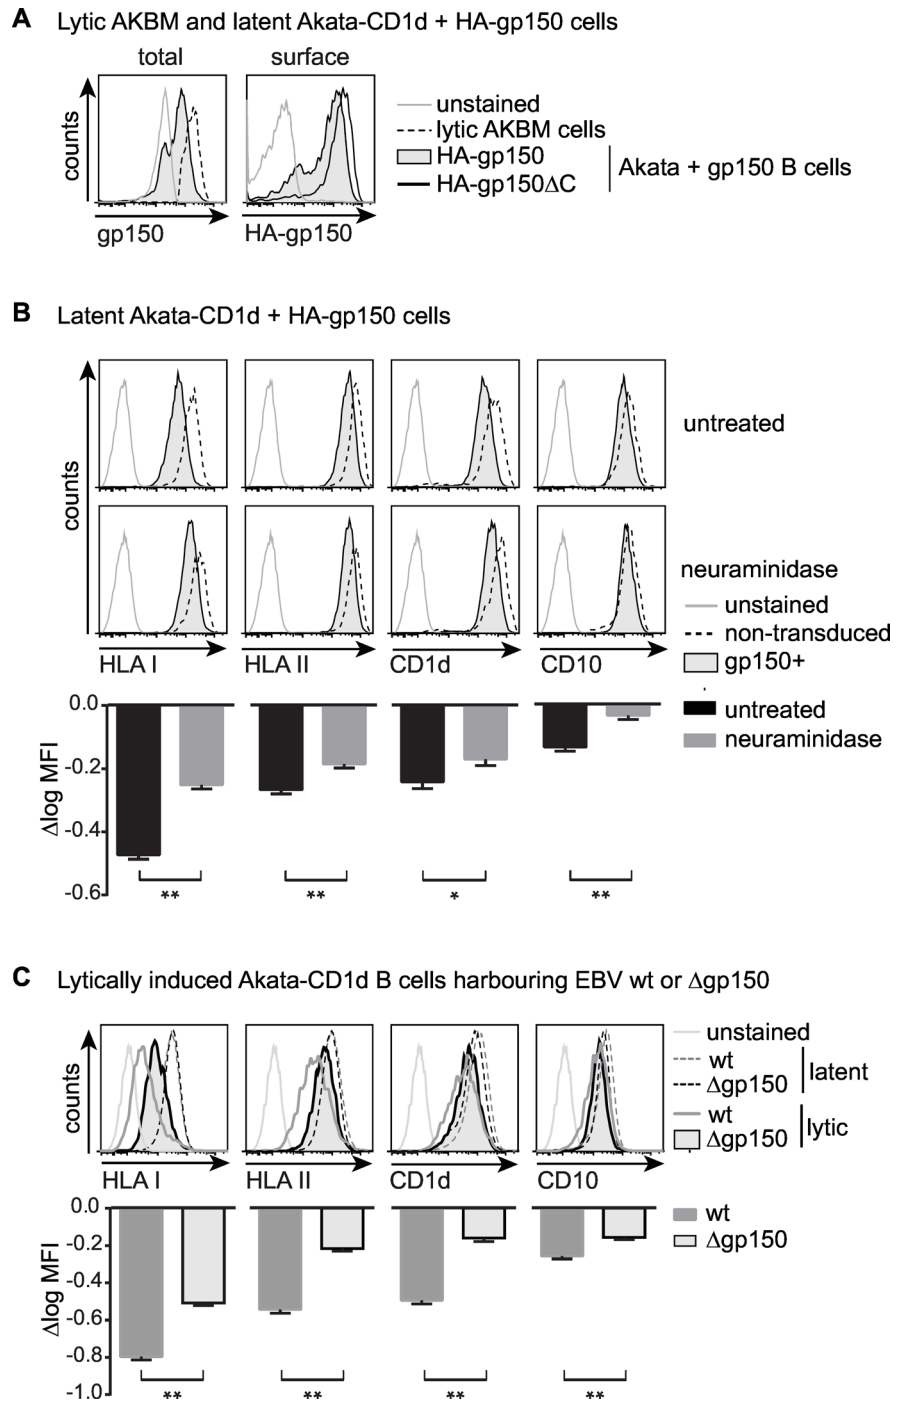 A Lytic AKBM and latent Akata-CD1d + HA-gp150 cells
total surface
counts
unstained
lytic AKBM cells
HA-gp150
HA-gp150ΔC
Akata + gp150 B cells
gp150 HA-gp150
B Latent Akata-CD1d + HA-gp150 cells
untreated
counts
neuraminidase
unstained
non-transduced
gp150+
HLA I HLA II CD1d CD10
untreated
neuraminidase
Δlog MFI
0.0
-0.2
-0.4
-0.6
** ** * **
C Lytically induced Akata-CD1d B cells harbouring EBV wt or Δgp150
counts
unstained
wt
Δgp150
latent
wt
Δgp150
lytic
HLA I HLA II CD1d CD10
wt
Δgp150
Δlog MFI
0.0
-0.2
-0.4
-0.6
-0.8
-1.0
** ** ** **